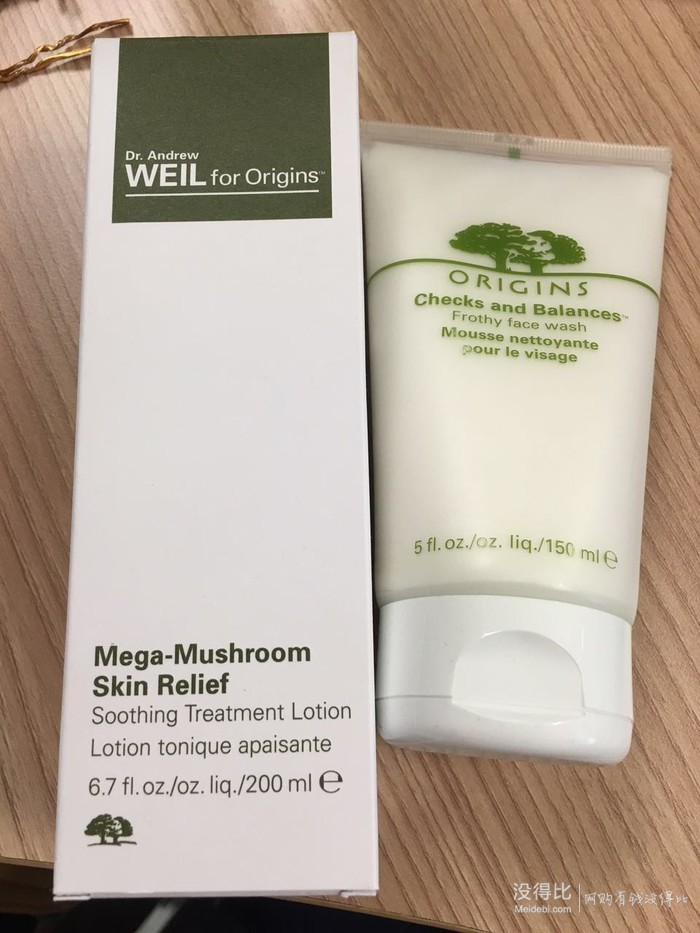 Dr. Andrew
WEIL for Origins™
Mega-Mushroom
Skin Relief
Soothing Treatment Lotion
Lotion tonique apaisante
6.7 fl.oz./oz. liq./200 ml ℮
ORIGINS
Checks and Balances™
Frothy face wash
Mousse nettoyante
pour le visage
5 fl. oz./oz. liq./150 ml ℮
没得比
Meidebi.com
阿购有钱没得比